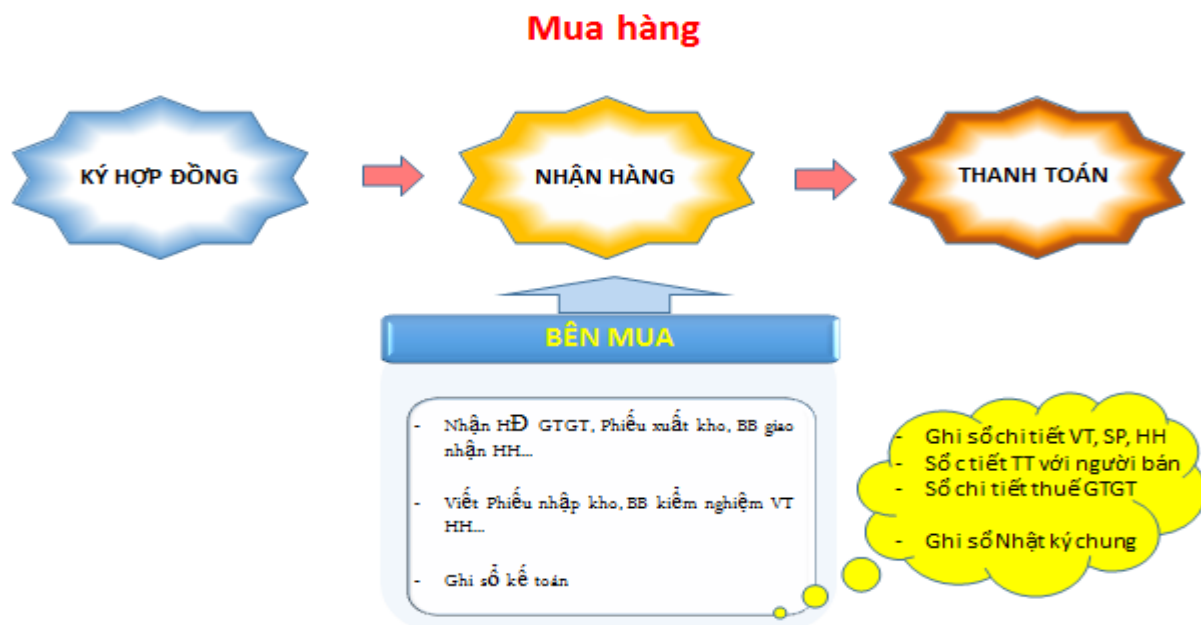 Mua hàng
KÝ HỢP ĐỒNG
NHẬN HÀNG
THANH TOÁN
BÊN MUA
- Nhận HĐ GTGT, Phiếu xuất kho, BB giao
nhận HH...
- Viết Phiếu nhập kho, BB kiểm nghiệm VT
HH...
- Ghi sổ kế toán
- Ghi sổ chi tiết VT, SP, HH
- Sổ c tiết TT với người bán
- Sổ chi tiết thuế GTGT
- Ghi sổ Nhật ký chung